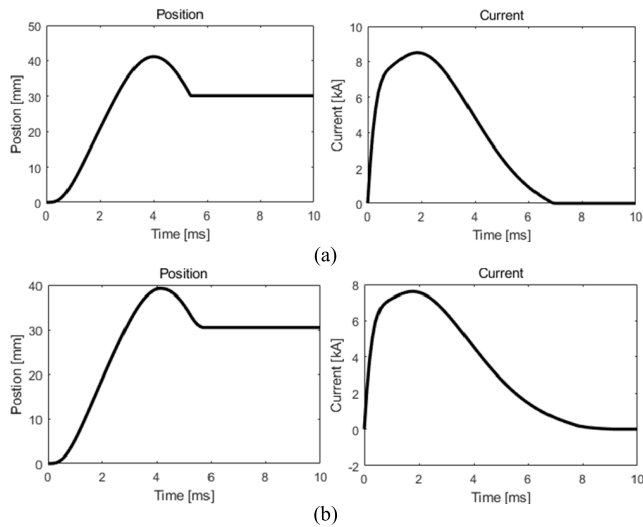 Position
Current
50
40
30
20
10
0
Postion [mm]
0 2 4 6 8 10
Time [ms]
10
8
6
4
2
0
Current [kA]
0 2 4 6 8 10
Time [ms]
(a)
Position
Current
40
30
20
10
0
Postion [mm]
0 2 4 6 8 10
Time [ms]
8
6
4
2
0
-2
Current [kA]
0 2 4 6 8 10
Time [ms]
(b)